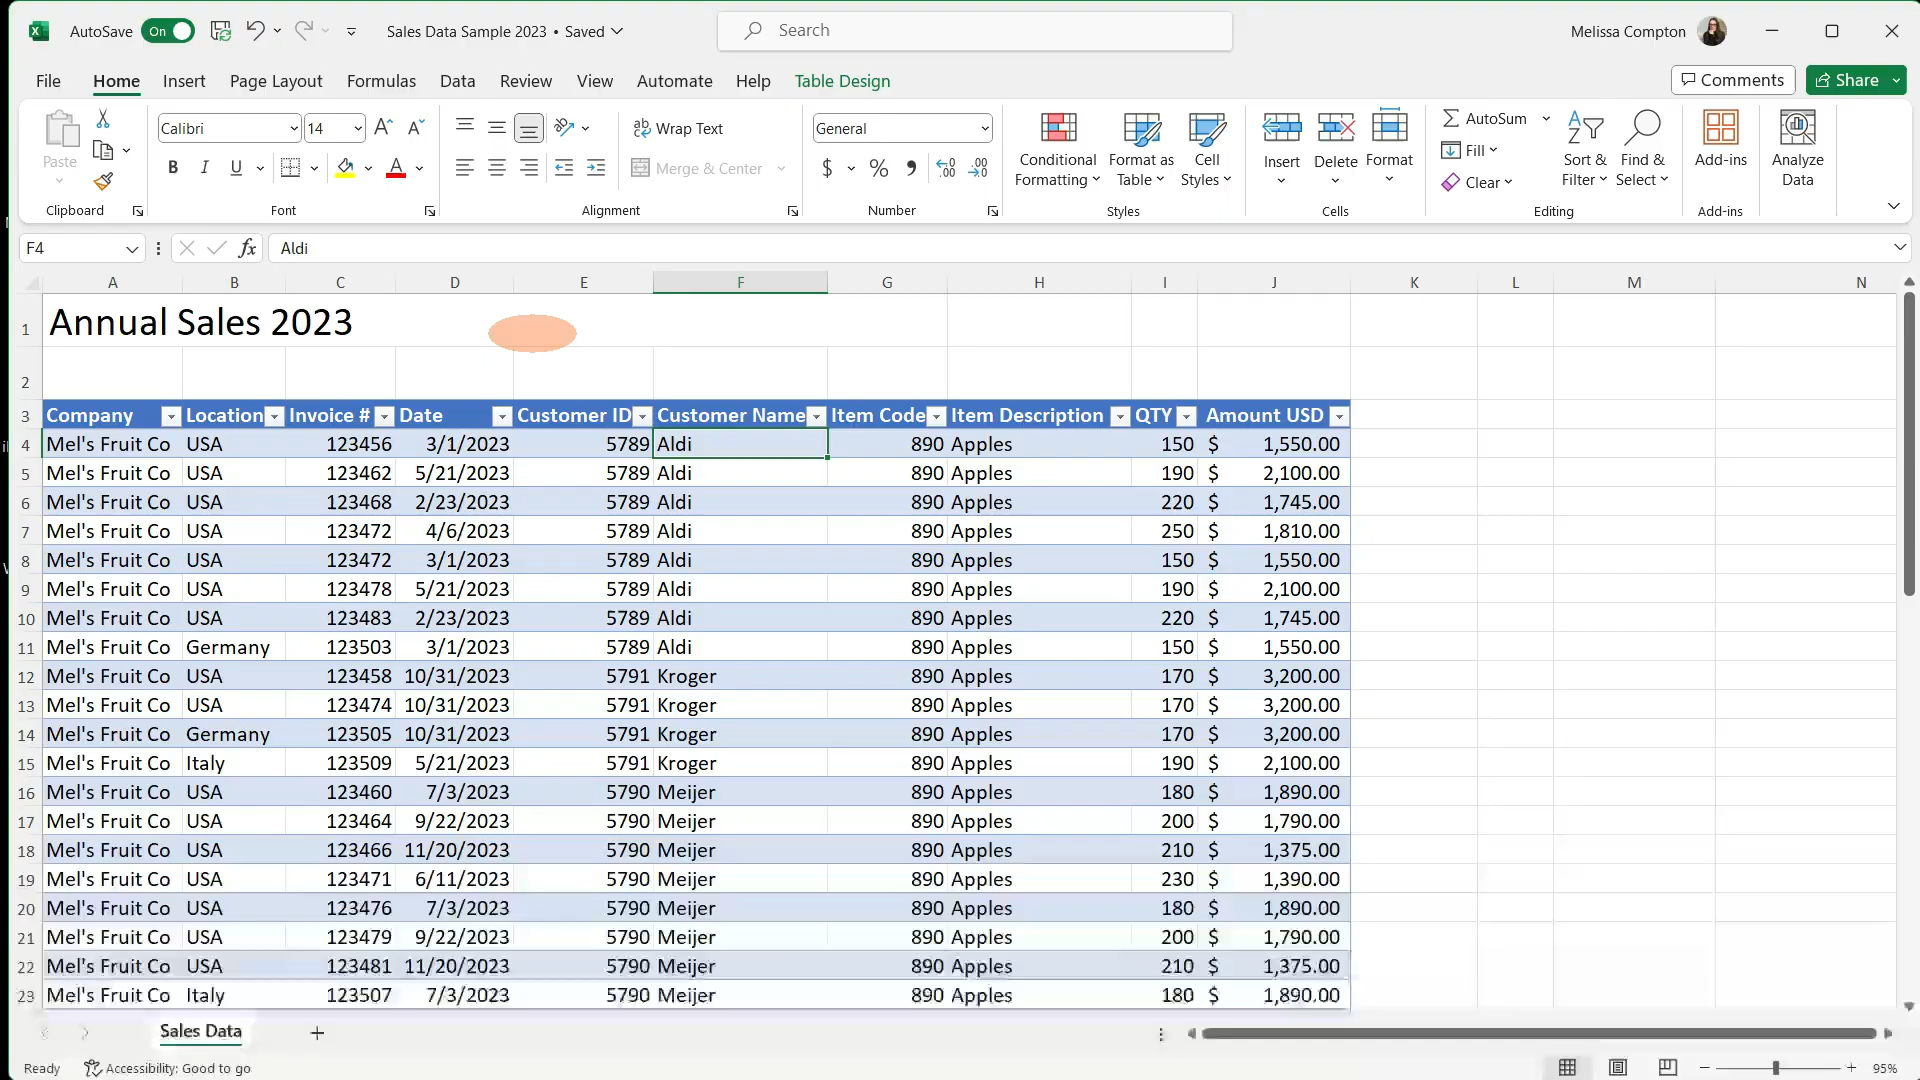 AutoSave On Sales Data Sample 2023 • Saved Search Melissa Compton
File Home Insert Page Layout Formulas Data Review View Automate Help Table Design Comments Share
Paste Calibri 14 A A ab Wrap Text General Conditional Formatting Format as Table Cell Styles Insert Delete Format AutoSum Sort & Filter Find & Select Add-ins Analyze Data
B I U A Merge & Center $ % Fill
Clear
Clipboard Font Alignment Number Styles Cells Editing Add-ins
F4 fx Aldi
A B C D E F G H I J K L M N
1 Annual Sales 2023
2
3 Company Location Invoice # Date Customer ID Customer Name Item Code Item Description QTY Amount USD
4 Mel's Fruit Co USA 123456 3/1/2023 5789 Aldi 890 Apples 150 $ 1,550.00
5 Mel's Fruit Co USA 123462 5/21/2023 5789 Aldi 890 Apples 190 $ 2,100.00
6 Mel's Fruit Co USA 123468 2/23/2023 5789 Aldi 890 Apples 220 $ 1,745.00
7 Mel's Fruit Co USA 123472 4/6/2023 5789 Aldi 890 Apples 250 $ 1,810.00
8 Mel's Fruit Co USA 123472 3/1/2023 5789 Aldi 890 Apples 150 $ 1,550.00
9 Mel's Fruit Co USA 123478 5/21/2023 5789 Aldi 890 Apples 190 $ 2,100.00
10 Mel's Fruit Co USA 123483 2/23/2023 5789 Aldi 890 Apples 220 $ 1,745.00
11 Mel's Fruit Co Germany 123503 3/1/2023 5789 Aldi 890 Apples 150 $ 1,550.00
12 Mel's Fruit Co USA 123458 10/31/2023 5791 Kroger 890 Apples 170 $ 3,200.00
13 Mel's Fruit Co USA 123474 10/31/2023 5791 Kroger 890 Apples 170 $ 3,200.00
14 Mel's Fruit Co Germany 123505 10/31/2023 5791 Kroger 890 Apples 170 $ 3,200.00
15 Mel's Fruit Co Italy 123509 5/21/2023 5791 Kroger 890 Apples 190 $ 2,100.00
16 Mel's Fruit Co USA 123460 7/3/2023 5790 Meijer 890 Apples 180 $ 1,890.00
17 Mel's Fruit Co USA 123464 9/22/2023 5790 Meijer 890 Apples 200 $ 1,790.00
18 Mel's Fruit Co USA 123466 11/20/2023 5790 Meijer 890 Apples 210 $ 1,375.00
19 Mel's Fruit Co USA 123471 6/11/2023 5790 Meijer 890 Apples 230 $ 1,390.00
20 Mel's Fruit Co USA 123476 7/3/2023 5790 Meijer 890 Apples 180 $ 1,890.00
21 Mel's Fruit Co USA 123479 9/22/2023 5790 Meijer 890 Apples 200 $ 1,790.00
22 Mel's Fruit Co USA 123481 11/20/2023 5790 Meijer 890 Apples 210 $ 1,375.00
23 Mel's Fruit Co Italy 123507 7/3/2023 5790 Meijer 890 Apples 180 $ 1,890.00
Sales Data
Ready Accessibility: Good to go 95%